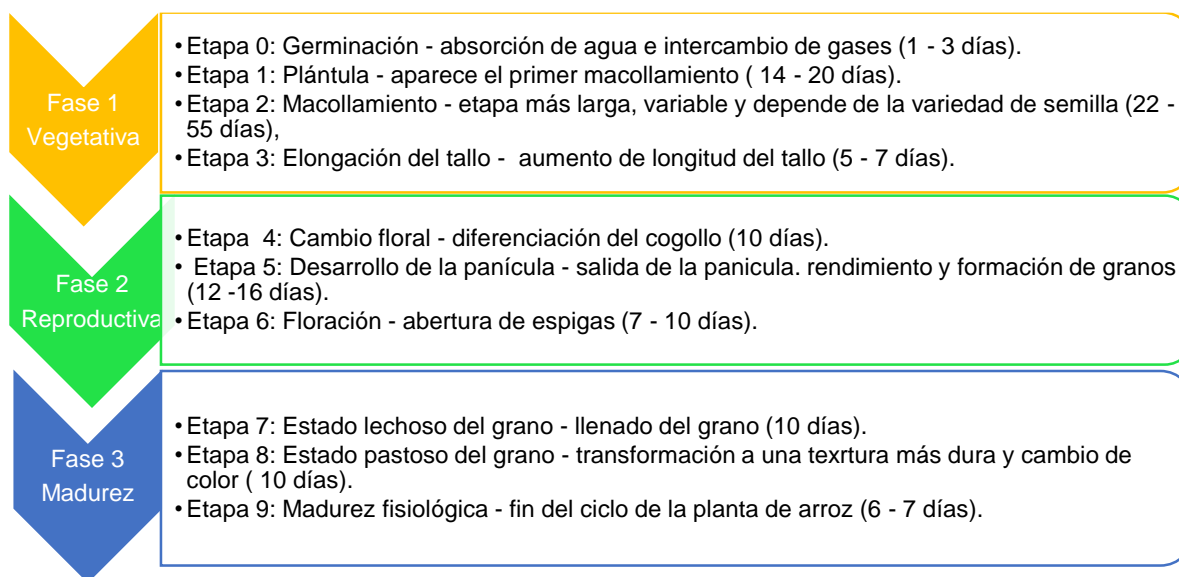 Fase 1
Vegetativa
•Etapa 0: Germinación - absorción de agua e intercambio de gases (1 - 3 días).
•Etapa 1: Plántula - aparece el primer macollamiento ( 14 - 20 días).
•Etapa 2: Macollamiento - etapa más larga, variable y depende de la variedad de semilla (22 -
55 días),
•Etapa 3: Elongación del tallo -  aumento de longitud del tallo (5 - 7 días).
Fase 2
Reproductiva
•Etapa  4: Cambio floral - diferenciación del cogollo (10 días).
• Etapa 5: Desarrollo de la panícula - salida de la panicula. rendimiento y formación de granos
(12 -16 días).
•Etapa 6: Floración - abertura de espigas (7 - 10 días).
Fase 3
Madurez
•Etapa 7: Estado lechoso del grano - llenado del grano (10 días).
•Etapa 8: Estado pastoso del grano - transformación a una texrtura más dura y cambio de
color ( 10 días).
•Etapa 9: Madurez fisiológica - fin del ciclo de la planta de arroz (6 - 7 días).